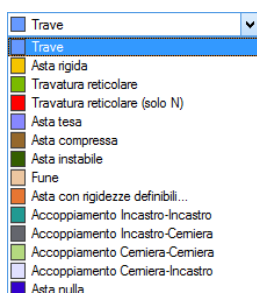 Trave
Trave
Asta rigida
Travatura reticolare
Travatura reticolare (solo N)
Asta tesa
Asta compressa
Asta instabile
Fune
Asta con rigidezze definibili...
Accoppiamento Incastro-Incastro
Accoppiamento Incastro-Cerniera
Accoppiamento Cerniera-Cerniera
Accoppiamento Cerniera-Incastro
Asta nulla